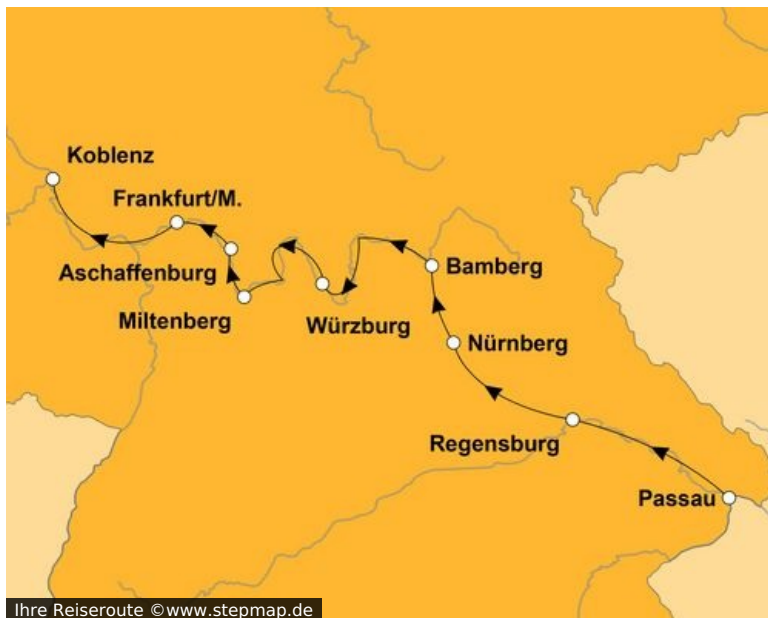 Koblenz
Frankfurt/M.
Aschaffenburg
Bamberg
Miltenberg
Würzburg
Nürnberg
Regensburg
Passau
Ihre Reiseroute ©www.stepmap.de